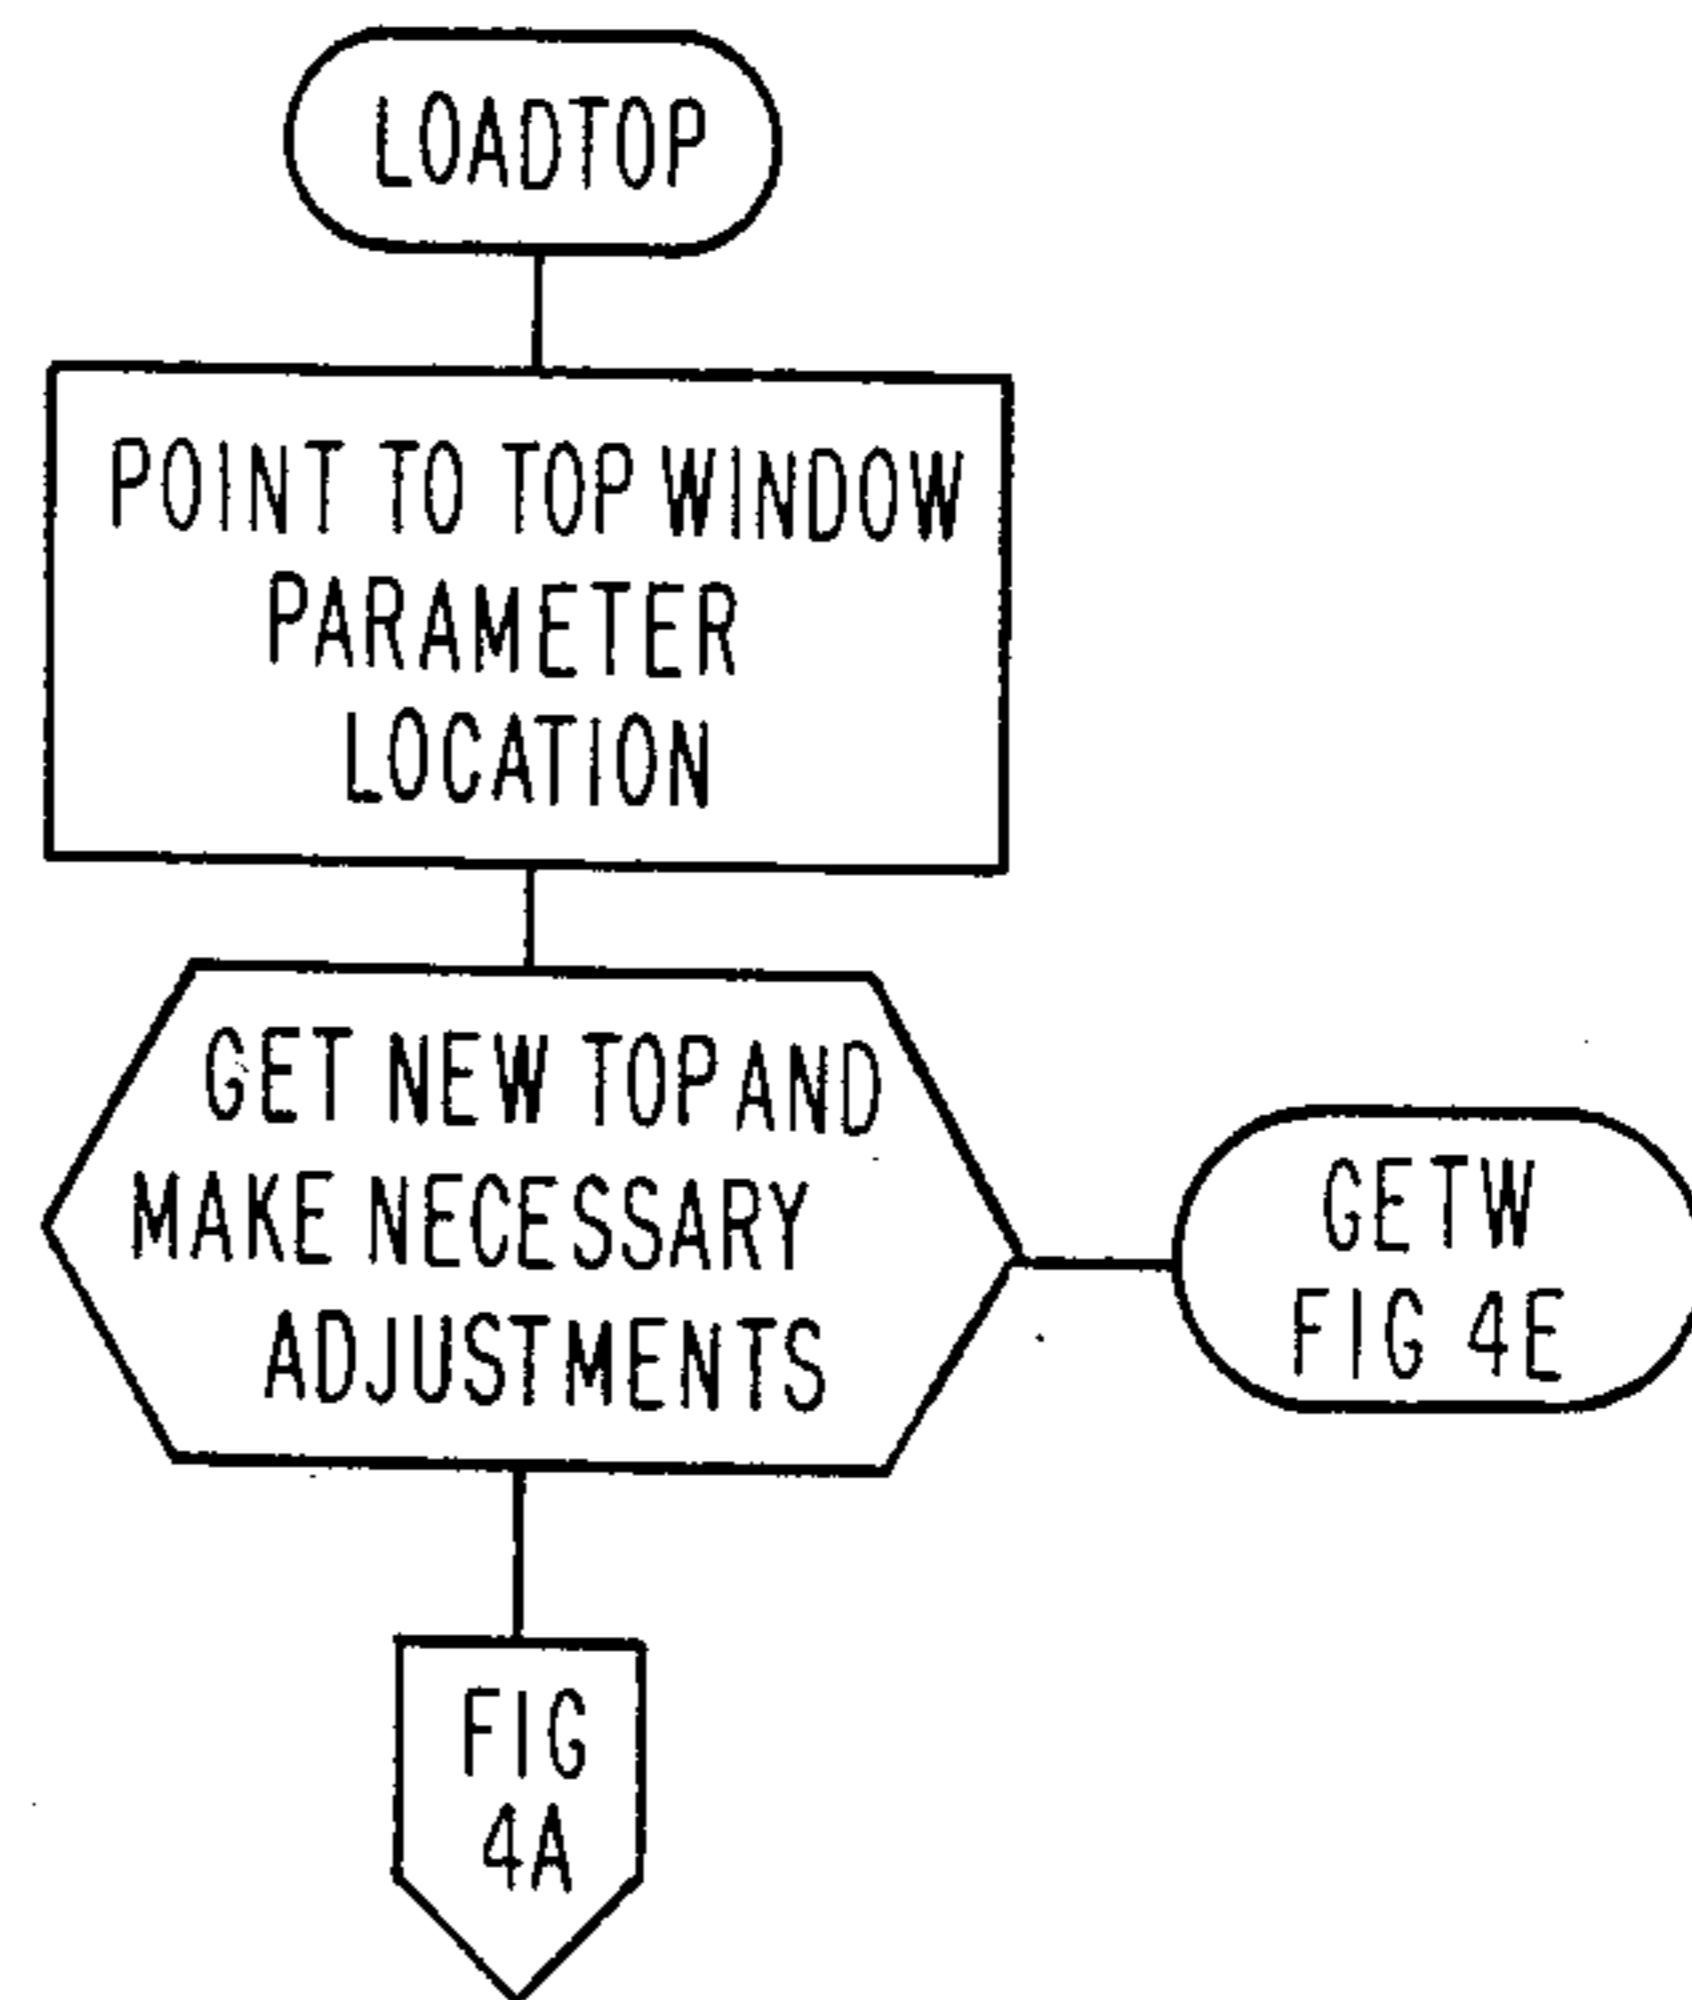 LOADTOP
POINT TO TOP WINDOW
PARAMETER
LOCATION
GET NEW TOP AND
MAKE NECESSARY
ADJUSTMENTS
GETW
FIG 4E
FIG
4A